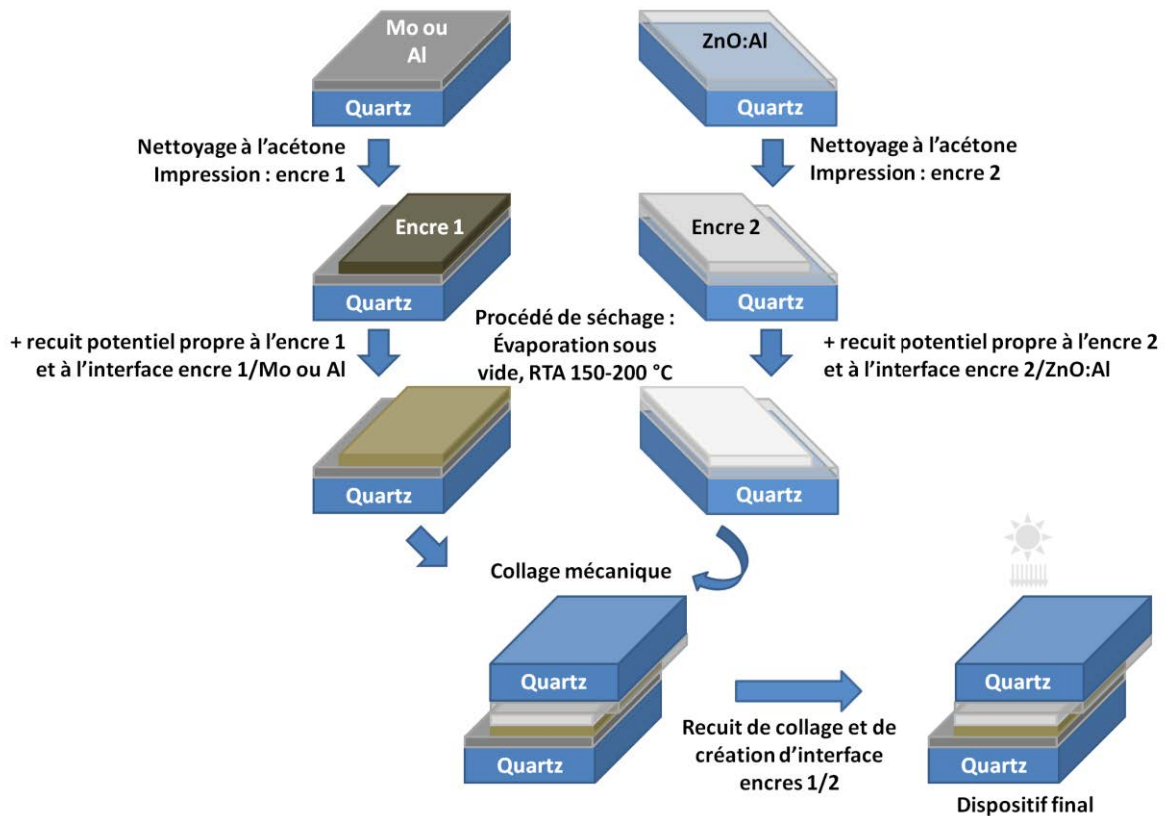 Mo ou
Al
Quartz
ZnO:Al
Quartz
Nettoyage à l'acétone
Impression : encre 1
Nettoyage à l'acétone
Impression : encre 2
Encre 1
Quartz
Encre 2
Quartz
+ recuit potentiel propre à l'encre 1
et à l'interface encre 1/Mo ou Al
Procédé de séchage :
Évaporation sous
vide, RTA 150-200 °C
+ recuit potentiel propre à l'encre 2
et à l'interface encre 2/ZnO:Al
Quartz
Quartz
Collage mécanique
Quartz
Quartz
Recuit de collage et de
création d'interface
encres 1/2
Quartz
Quartz
Dispositif final